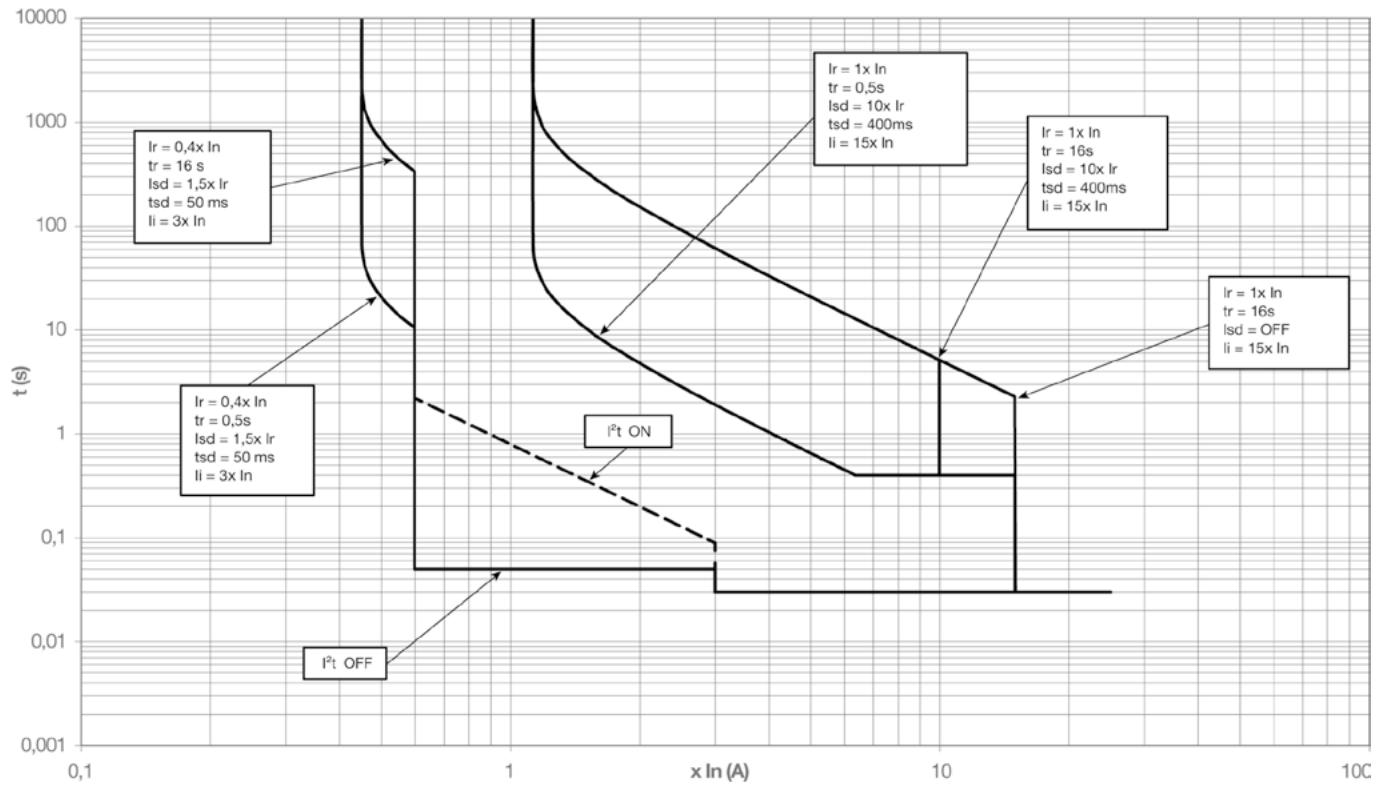 10000
1000
100
10
1
0,1
0,01
0,001
t (s)
Ir = 0,4x In
tr = 16 s
Isd = 1,5x Ir
tsd = 50 ms
Ii = 3x In
Ir = 0,4x In
tr = 0,5s
Isd = 1,5x Ir
tsd = 50 ms
Ii = 3x In
Ir = 1x In
tr = 0,5s
Isd = 10x Ir
tsd = 400ms
Ii = 15x In
Ir = 1x In
tr = 16s
Isd = 10x Ir
tsd = 400ms
Ii = 15x In
Ir = 1x In
tr = 16s
Isd = OFF
Ii = 15x In
I²t ON
I²t OFF
0,1
1
x In (A)
10
100